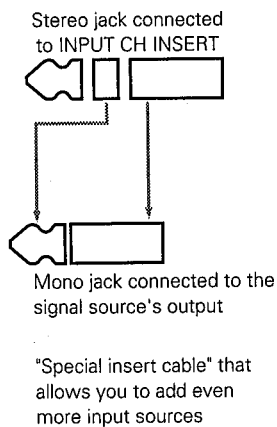 Stereo jack connected
to INPUT CH INSERT
Mono jack connected to the
signal source's output
"Special insert cable" that
allows you to add even
more input sources